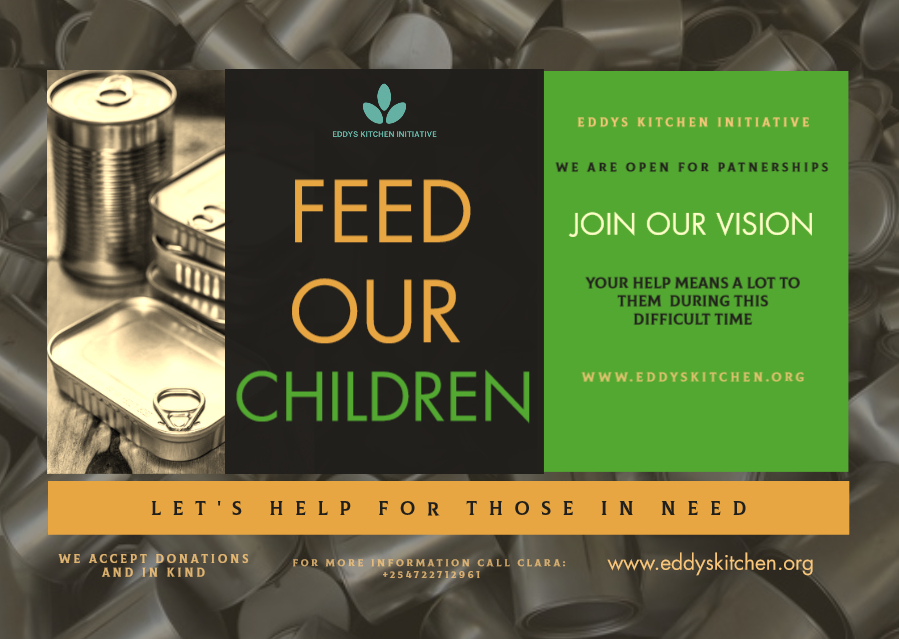 EDDYS KITCHEN INITIATIVE
FEED
OUR
CHILDREN
EDDYS KITCHEN INITIATIVE
WE ARE OPEN FOR PATNERSHIPS
JOIN OUR VISION
YOUR HELP MEANS A LOT TO
THEM DURING THIS
DIFFICULT TIME
WWW.EDDYSKITCHEN.ORG
LET'S HELP FOR THOSE IN NEED
WE ACCEPT DONATIONS
AND IN KIND
FOR MORE INFORMATION CALL CLARA:
+254722712961
www.eddyskitchen.org